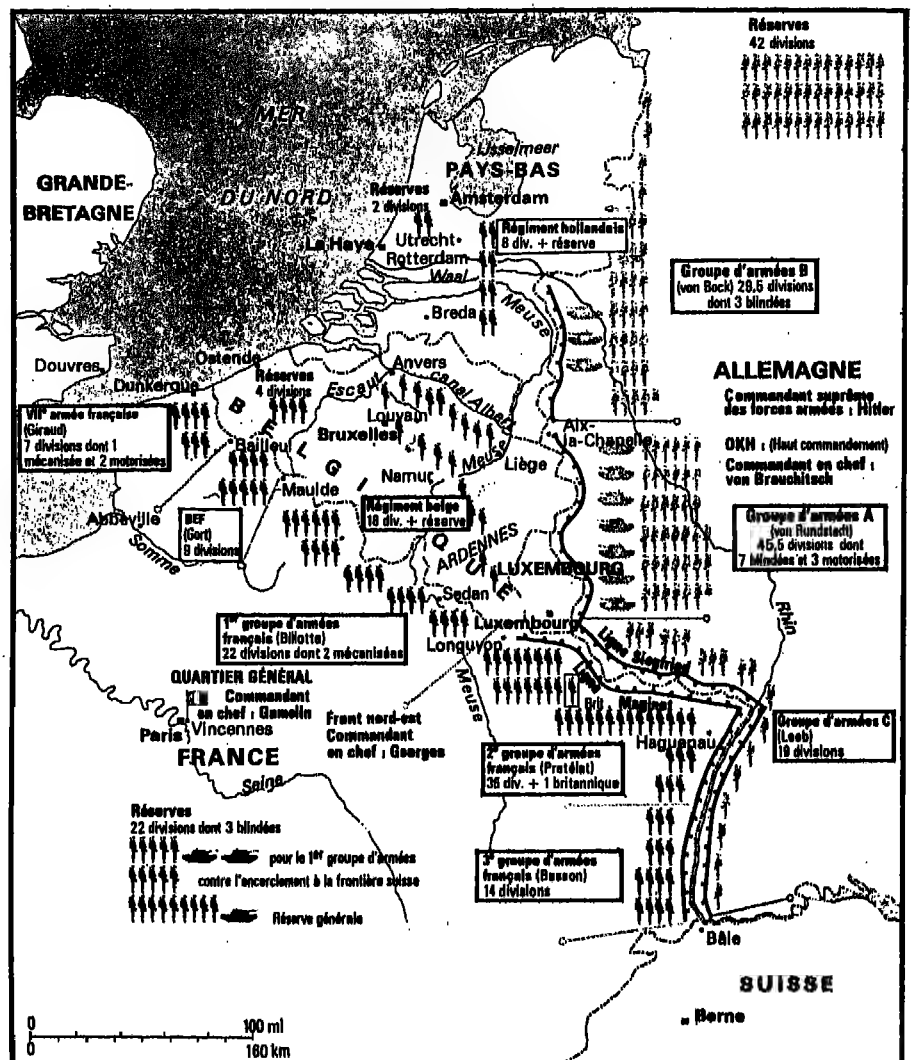 Réserves
42 divisions
MER
DU NORD
IJsselmeer
PAYS-BAS
Amsterdam
GRANDE-
BRETAGNE
Réserves
2 divisions
La Haye
Utrecht
Rotterdam
Régiment hollandais
8 div. + réserve
Waal
Meuse
Breda
Groupe d'armées B
(von Bock) 29,5 divisions
dont 3 blindées
Douvres
Ostende
Dunkerque
Anvers
Escaut
Canal Albert
Réserves
4 divisions
ALLEMAGNE
Commandant suprême
des forces armées : Hitler
OKH : (Haut commandement)
Commandant en chef :
von Brauchitsch
VIIe armée française
(Giraud)
7 divisions dont 1
mécanisée et 2 motorisées
BELGIQUE
Louvain
Bruxelles
Aix-
la-Chapelle
Bailleul
Meuse
Liège
Maulde
Namur
Abbeville
Somme
BEF
(Gort)
9 divisions
Régiment belge
18 div. + réserve
Groupe d'armées A
(von Rundstedt)
45,5 divisions dont
7 blindées et 3 motorisées
ARDENNES
LUXEMBOURG
Sedan
Luxembourg
Longuyon
Rhin
1er groupe d'armées
français (Billotte)
22 divisions dont 2 mécanisées
Ligne Siegfried
Ligne
Maginot
Brit
QUARTIER GÉNÉRAL
Commandant
en chef : Gamelin
Paris
Vincennes
FRANCE
Seine
Meuse
Front nord-est
Commandant
en chef : Georges
Haguenau
Groupe d'armées C
(Leeb)
19 divisions
2e groupe d'armées
français (Prételat)
35 div. + 1 britannique
Réserves
22 divisions dont 3 blindées
pour le 1er groupe d'armées
contre l'encerclement à la frontière suisse
Réserve générale
3e groupe d'armées
français (Besson)
14 divisions
Bâle
SUISSE
Berne
0 100 ml
0 160 km